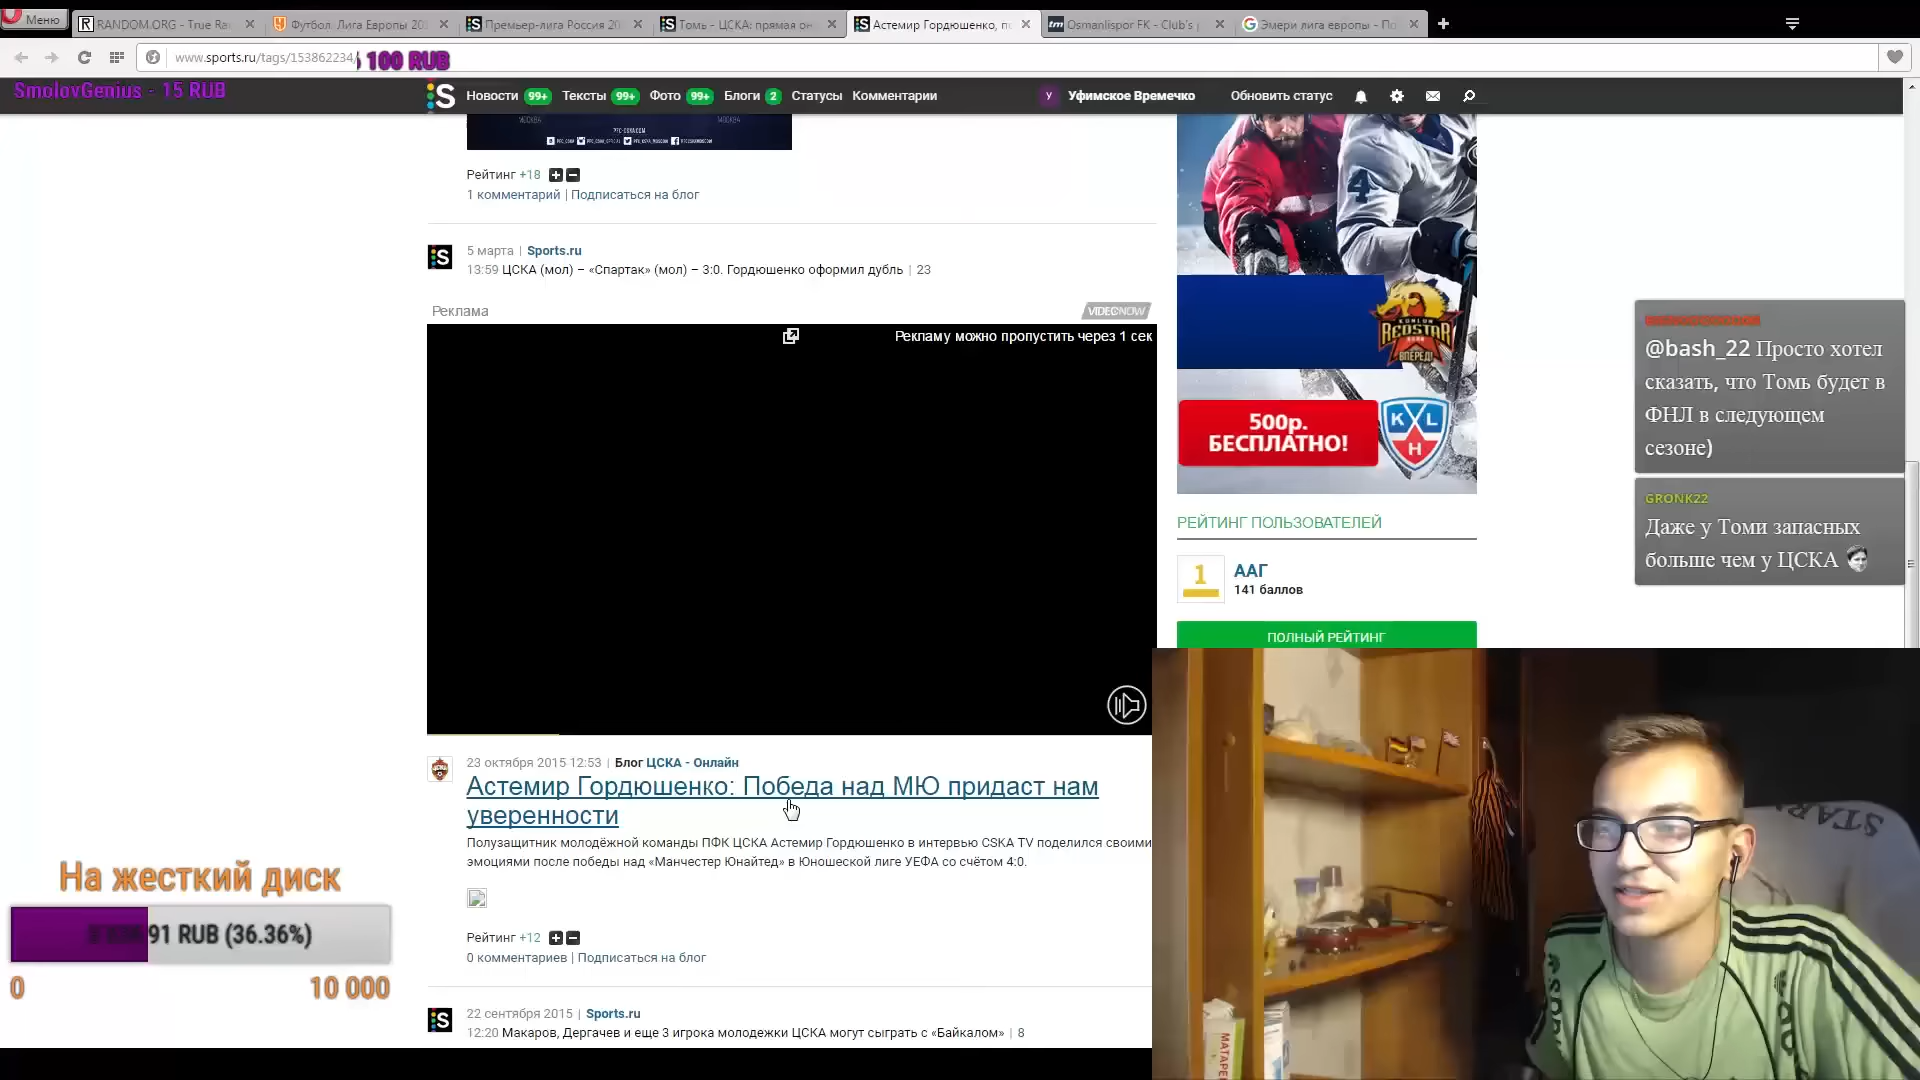 Меню
RANDOM.ORG - True Ra
Футбол. Лига Европы 20
Премьер-лига Россия 20
Томь - ЦСКА: прямая он
Астемир Гордюшенко, п
Osmanlispor FK - Club's
Эмери лига европы - По
www.sports.ru/tags/153862234/
100 RUB
SmolovGenius - 15 RUB
Новости 99+ Тексты 99+ Фото 99+ Блоги 2 Статусы Комментарии
У Уфимское Времечко
Обновить статус
Рейтинг +18
1 комментарий | Подписаться на блог
5 марта | Sports.ru
13:59 ЦСКА (мол) – «Спартак» (мол) – 3:0. Гордюшенко оформил дубль | 23
Реклама
VIDEONOW
Рекламу можно пропустить через 1 сек
23 октября 2015 12:53 | Блог ЦСКА - Онлайн
Астемир Гордюшенко: Победа над МЮ придаст нам
уверенности
Полузащитник молодёжной команды ПФК ЦСКА Астемир Гордюшенко в интервью CSKA TV поделился своими
эмоциями после победы над «Манчестер Юнайтед» в Юношеской лиге УЕФА со счётом 4:0.
Рейтинг +12
0 комментариев | Подписаться на блог
22 сентября 2015 | Sports.ru
12:20 Макаров, Дергачев и еще 3 игрока молодежки ЦСКА могут сыграть с «Байкалом» | 8
4
KUNLUN
REDSTAR
ВПЕРЁД!
500р.
БЕСПЛАТНО!
KXL
H
РЕЙТИНГ ПОЛЬЗОВАТЕЛЕЙ
1
ААГ
141 баллов
ПОЛНЫЙ РЕЙТИНГ
@bash_22 Просто хотел
сказать, что Томь будет в
ФНЛ в следующем
сезоне)
GRONK22
Даже у Томи запасных
больше чем у ЦСКА
На жесткий диск
91 RUB (36.36%)
0
10 000
START